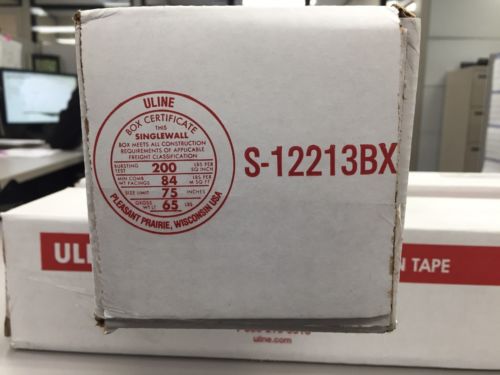 ULINE
BOX CERTIFICATE
THIS
SINGLEWALL
BOX MEETS ALL CONSTRUCTION
REQUIREMENTS OF APPLICABLE
FREIGHT CLASSIFICATION
BURSTING TEST 200 LBS PER SQ INCH
MIN COMB WT FACINGS 84 LBS PER M SQ FT
SIZE LIMIT 75 INCHES
GROSS WT LT 65 LBS
PLEASANT PRAIRIE, WISCONSIN USA
S-12213BX
ULI
TAPE
uline.com